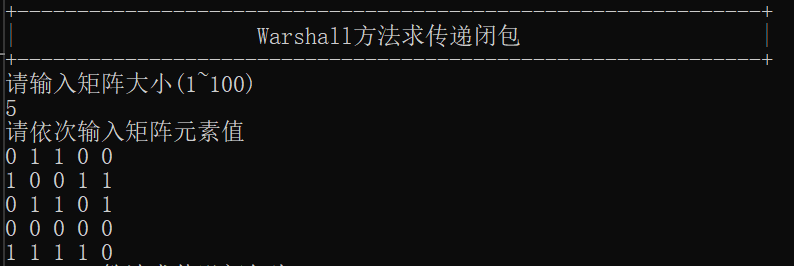 Warshall方法求传递闭包
请输入矩阵大小(1~100)
5
请依次输入矩阵元素值
0 1 1 0 0
1 0 0 1 1
0 1 1 0 1
0 0 0 0 0
1 1 1 1 0